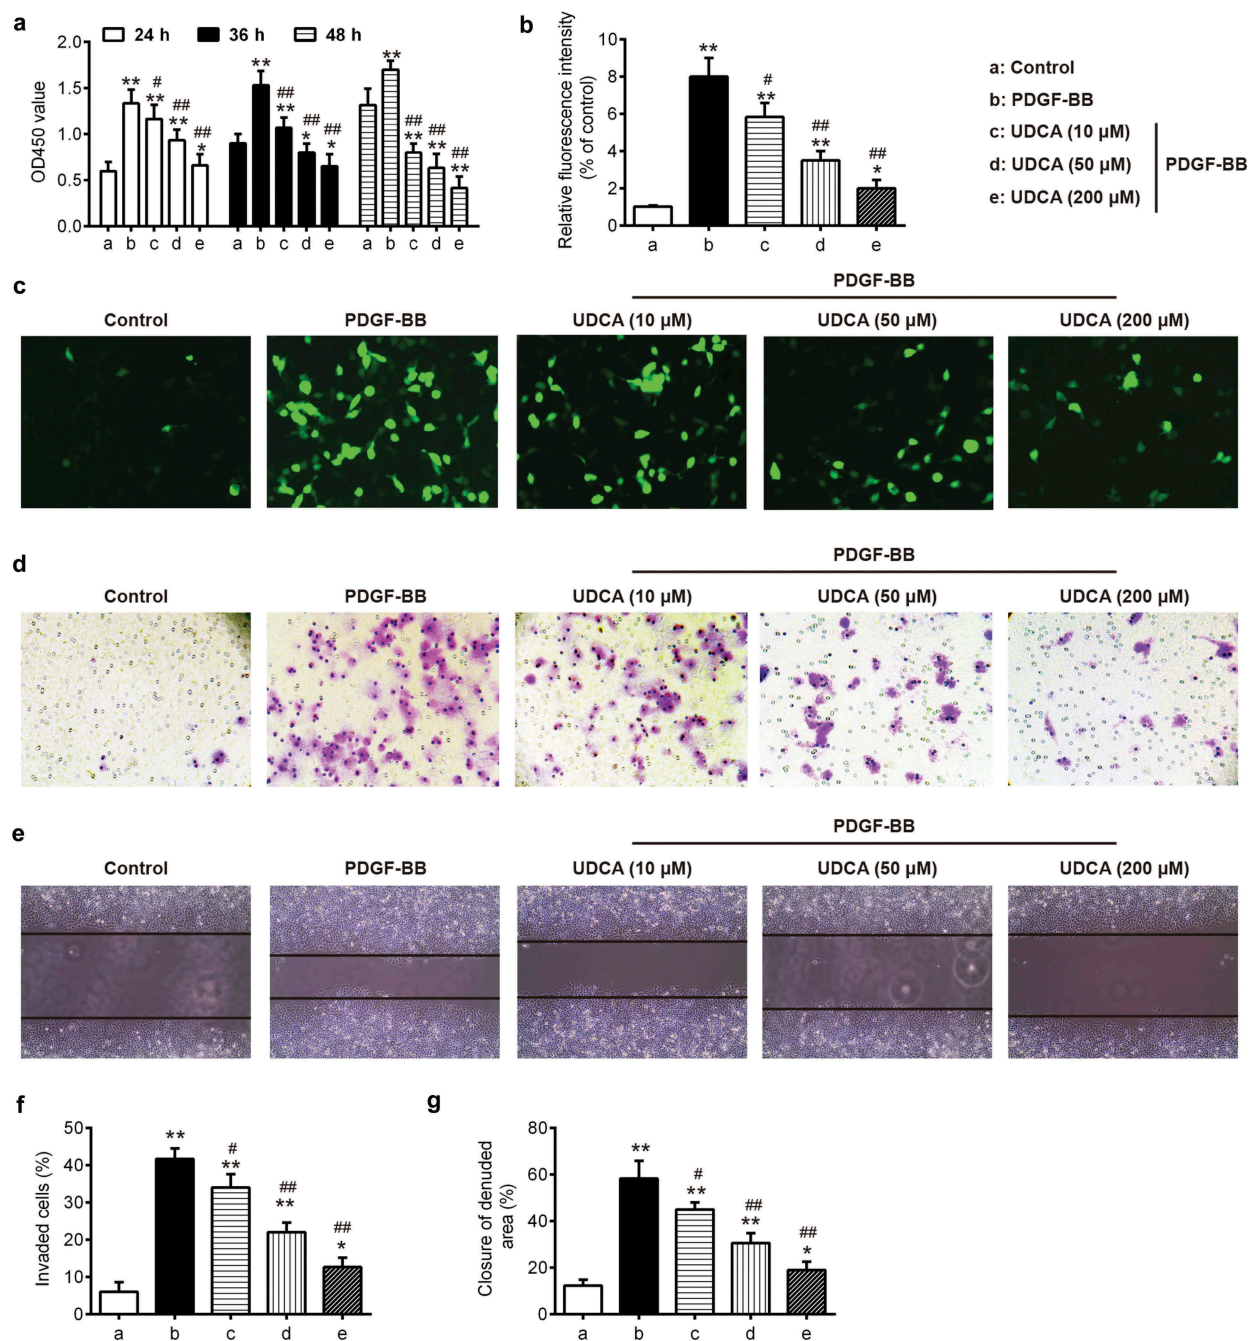 a
24 h
36 h
48 h
OD450 value
2.0
1.5
1.0
0.5
0.0
** # ** ## ** ## *
** ## ** ## * ## *
** ## ** ## ** ## **
a b c d e a b c d e a b c d e
b
Relative fluorescence intensity
(% of control)
10
8
6
4
2
0
** # ** ## ** ## *
a b c d e
a: Control
b: PDGF-BB
c: UDCA (10 µM)
d: UDCA (50 µM)
e: UDCA (200 µM)
PDGF-BB
c
PDGF-BB
Control PDGF-BB UDCA (10 µM) UDCA (50 µM) UDCA (200 µM)
d
PDGF-BB
Control PDGF-BB UDCA (10 µM) UDCA (50 µM) UDCA (200 µM)
e
PDGF-BB
Control PDGF-BB UDCA (10 µM) UDCA (50 µM) UDCA (200 µM)
f
Invaded cells (%)
50
40
30
20
10
0
** # ** ## ** ## *
a b c d e
g
Closure of denuded
area (%)
80
60
40
20
0
** # ** ## ** ## *
a b c d e